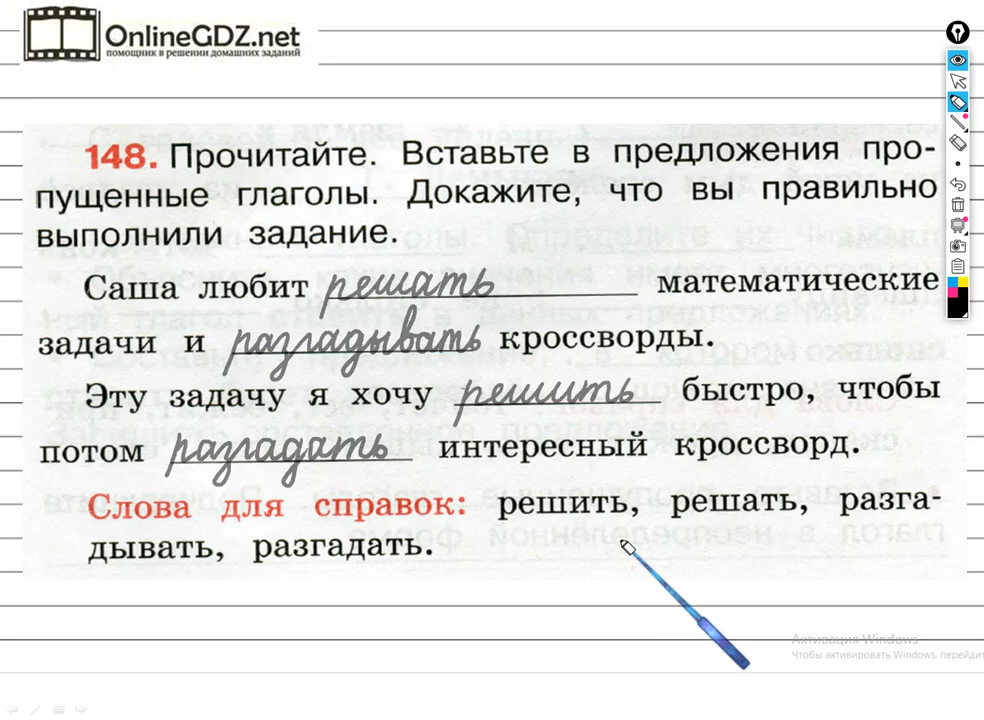 OnlineGDZ.net
помощник в решении домашних заданий
148. Прочитайте. Вставьте в предложения про-
пущенные глаголы. Докажите, что вы правильно
выполнили задание.
Саша любит решать математические
задачи и разгадывать кроссворды.
Эту задачу я хочу решить быстро, чтобы
потом разгадать интересный кроссворд.
Слова для справок: решить, решать, разга-
дывать, разгадать.
Активация Windows
Чтобы активировать Windows, перейдит